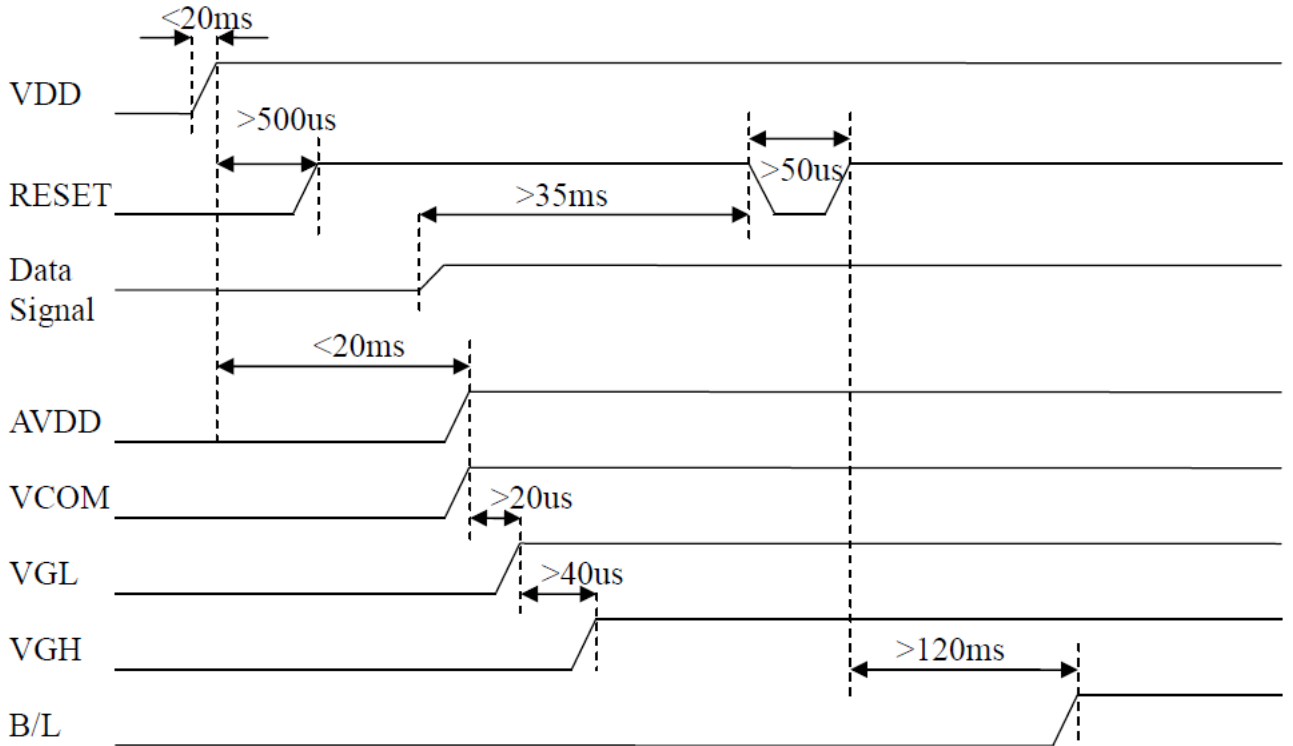 <20ms
VDD
>500us
>50us
RESET
>35ms
Data
Signal
<20ms
AVDD
VCOM
>20us
VGL
>40us
VGH
>120ms
B/L